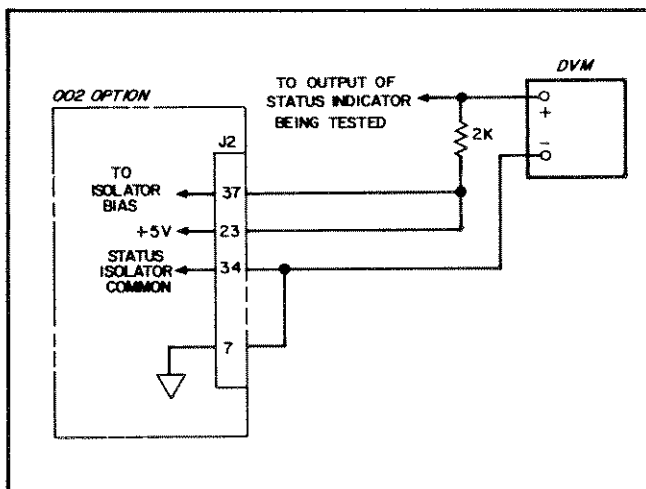 DVM
002 OPTION
TO OUTPUT OF
STATUS INDICATOR
BEING TESTED
+
-
2K
J2
TO
ISOLATOR
BIAS
37
+5V
23
STATUS
ISOLATOR
COMMON
34
7